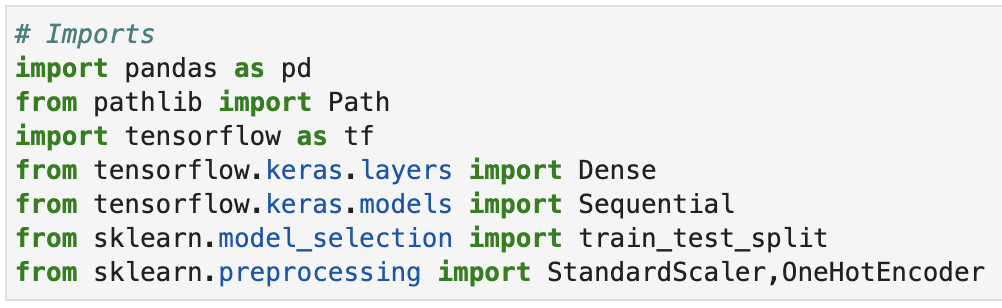 # Imports
import pandas as pd
from pathlib import Path
import tensorflow as tf
from tensorflow.keras.layers import Dense
from tensorflow.keras.models import Sequential
from sklearn.model_selection import train_test_split
from sklearn.preprocessing import StandardScaler,OneHotEncoder